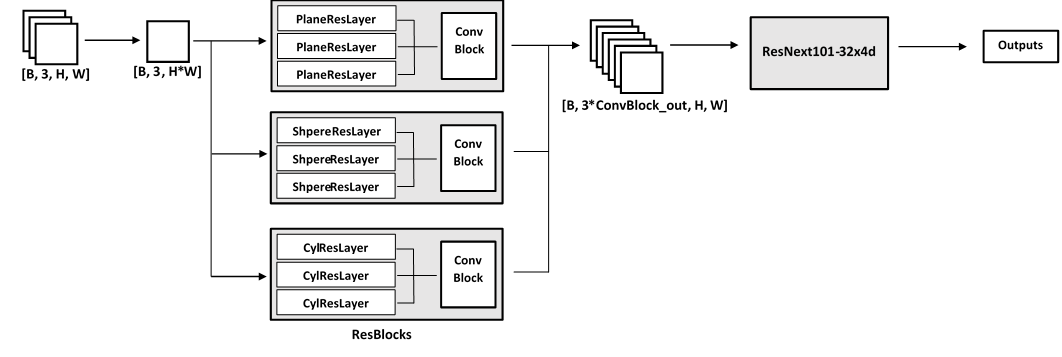 PlaneResLayer
PlaneResLayer
PlaneResLayer
Conv
Block
[B, 3, H, W]
[B, 3, H*W]
ShpereResLayer
ShpereResLayer
ShpereResLayer
Conv
Block
CylResLayer
CylResLayer
CylResLayer
Conv
Block
ResBlocks
[B, 3*ConvBlock_out, H, W]
ResNext101-32x4d
Outputs